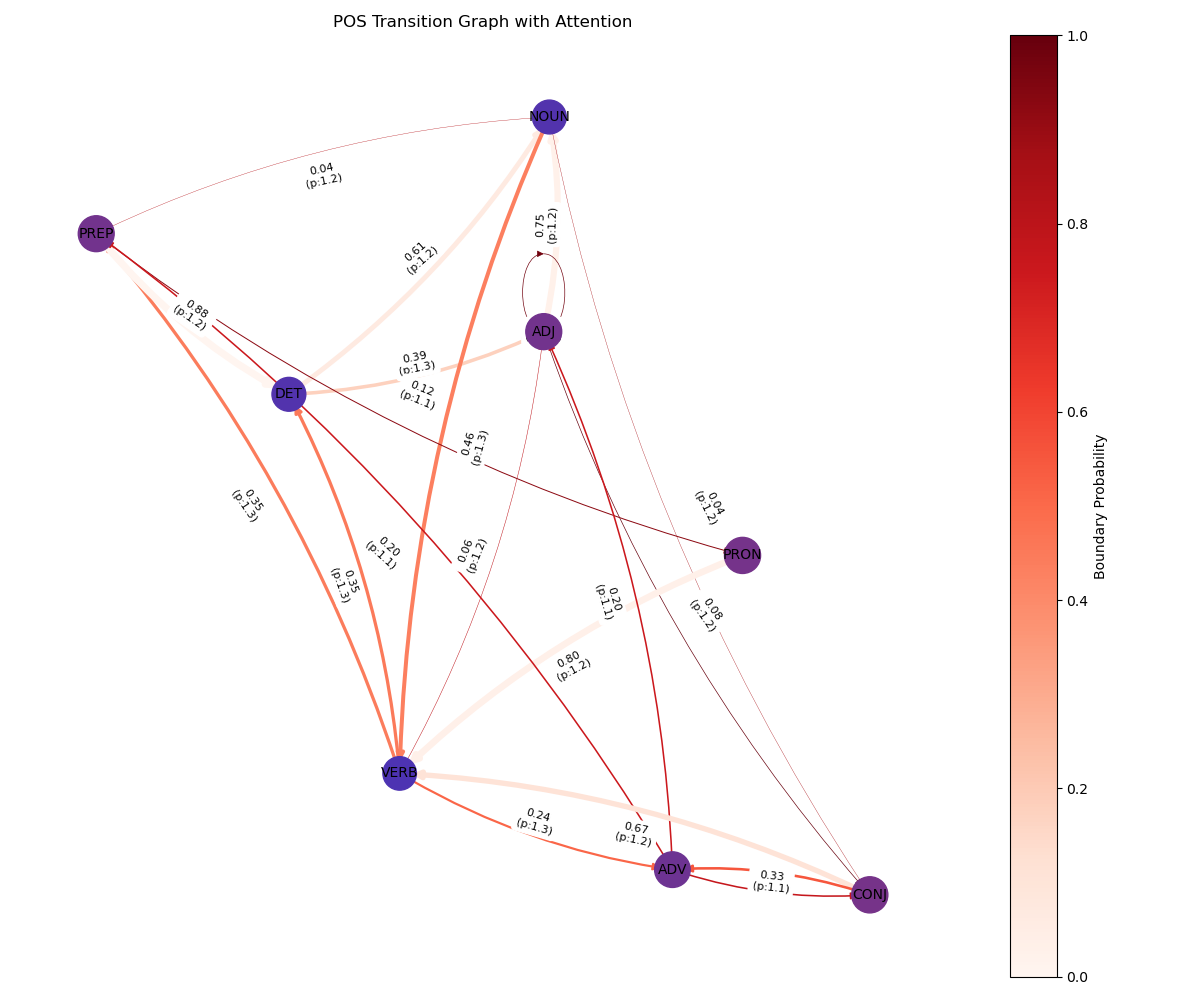 POS Transition Graph with Attention
NOUN
0.04
(p:1.2)
PREP
0.75
(p:1.2)
0.61
(p:1.2)
0.88
(p:1.2)
ADJ
0.39
(p:1.3)
DET
0.12
(p:1.1)
0.46
(p:1.3)
0.35
(p:1.3)
0.04
(p:1.2)
0.20
(p:1.1)
0.06
(p:1.2)
PRON
0.35
(p:1.3)
0.20
(p:1.1)
0.08
(p:1.2)
0.80
(p:1.2)
VERB
0.24
(p:1.3)
0.67
(p:1.2)
ADV
0.33
(p:1.1)
CONJ
1.0
0.8
0.6
0.4
0.2
0.0
Boundary Probability